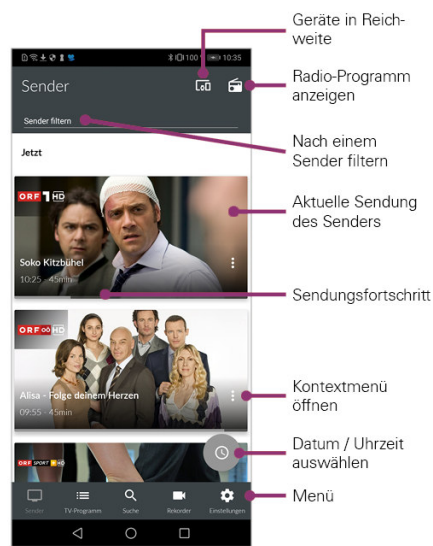 Geräte in Reich-
weite
100 % 10:35
Sender
Radio-Programm
anzeigen
Sender filtern
Nach einem
Sender filtern
Jetzt
ORF 1 HD
Aktuelle Sendung
des Senders
Soko Kitzbühel
10:25 - 45min
Sendungsfortschritt
ORF oö HD
Alisa - Folge deinem Herzen
09:55 - 45min
Kontextmenü
öffnen
Datum / Uhrzeit
auswählen
ORF SPORT + HD
Sender TV-Programm Suche Rekorder Einstellungen
Menü